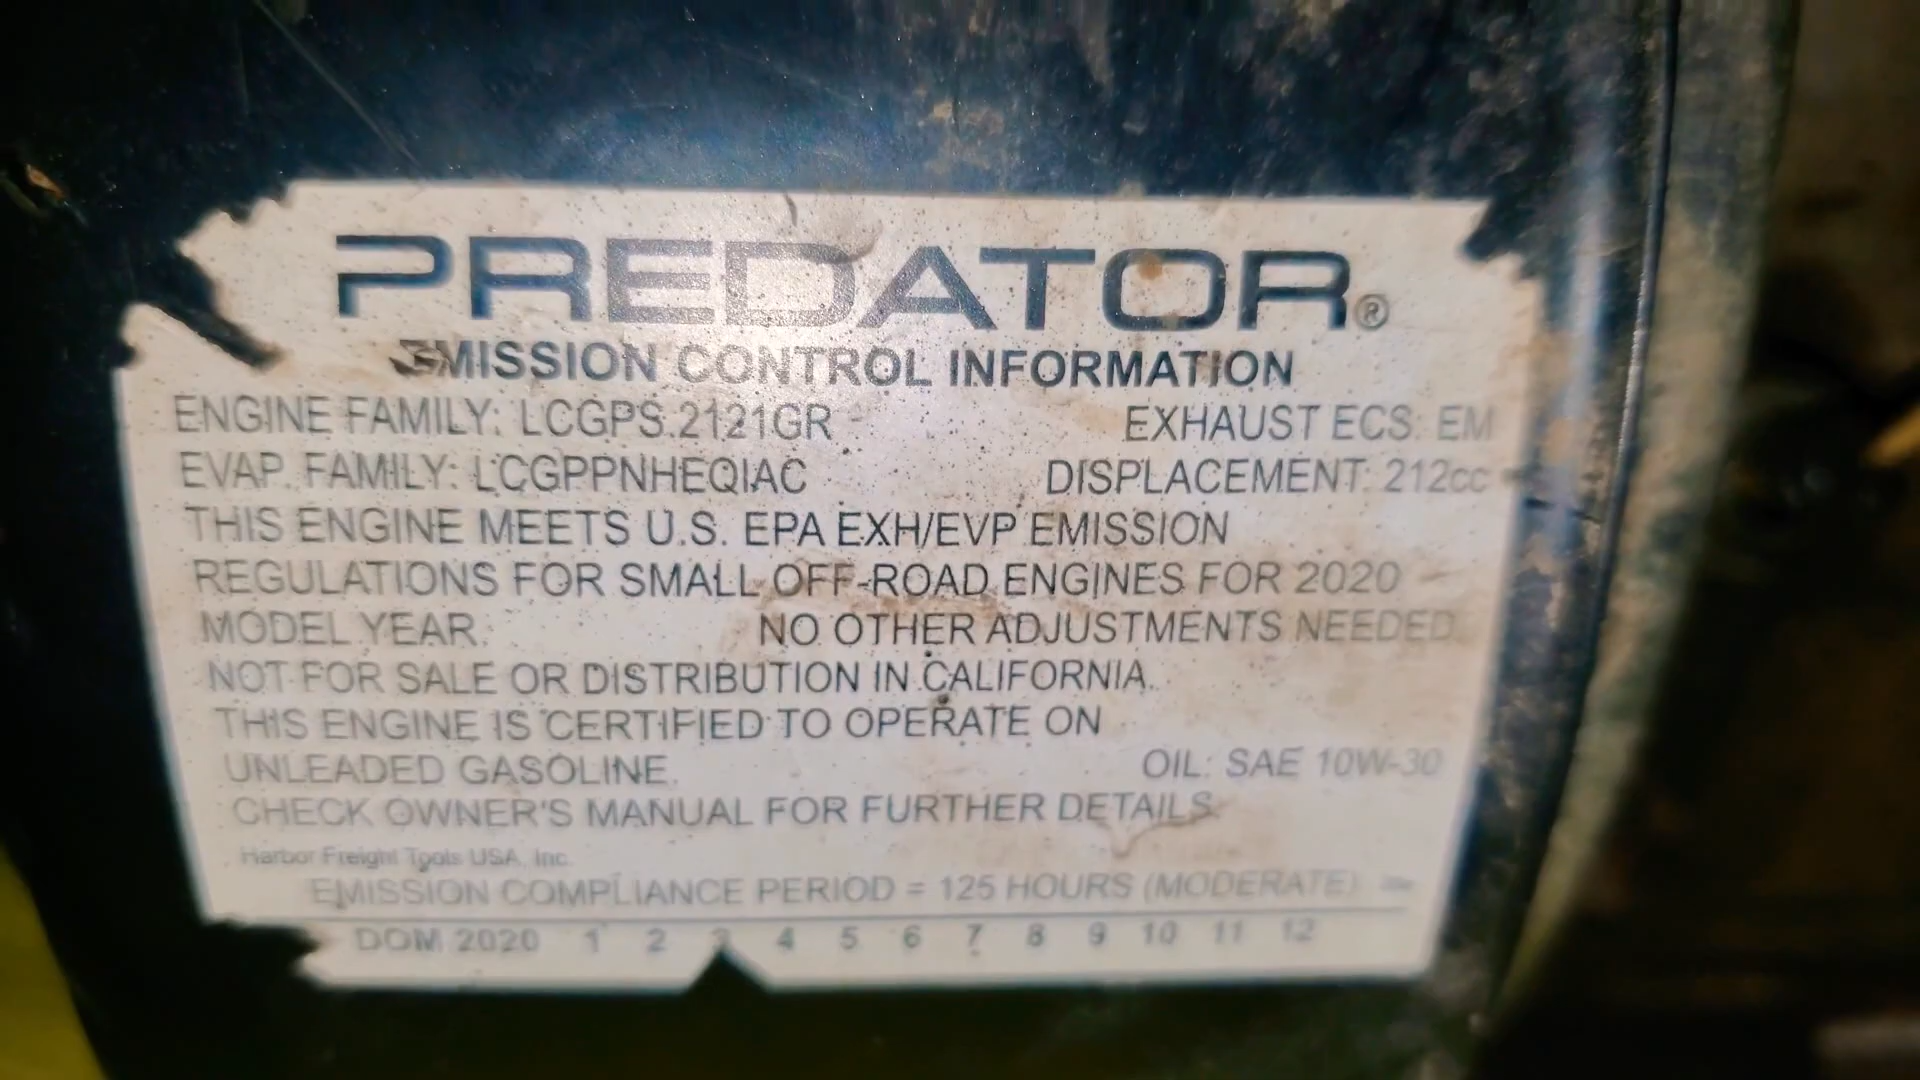 PREDATOR®
EMISSION CONTROL INFORMATION
ENGINE FAMILY: LCGPS.2121GR EXHAUST ECS: EM
EVAP. FAMILY: LCGPPNHEQIAC DISPLACEMENT: 212cc
THIS ENGINE MEETS U.S. EPA EXH/EVP EMISSION
REGULATIONS FOR SMALL OFF-ROAD ENGINES FOR 2020
MODEL YEAR. NO OTHER ADJUSTMENTS NEEDED.
NOT FOR SALE OR DISTRIBUTION IN CALIFORNIA.
THIS ENGINE IS CERTIFIED TO OPERATE ON
UNLEADED GASOLINE. OIL: SAE 10W-30
CHECK OWNER'S MANUAL FOR FURTHER DETAILS.
Harbor Freight Tools USA, Inc.
EMISSION COMPLIANCE PERIOD = 125 HOURS (MODERATE)
DOM 2020 1 2 3 4 5 6 7 8 9 10 11 12